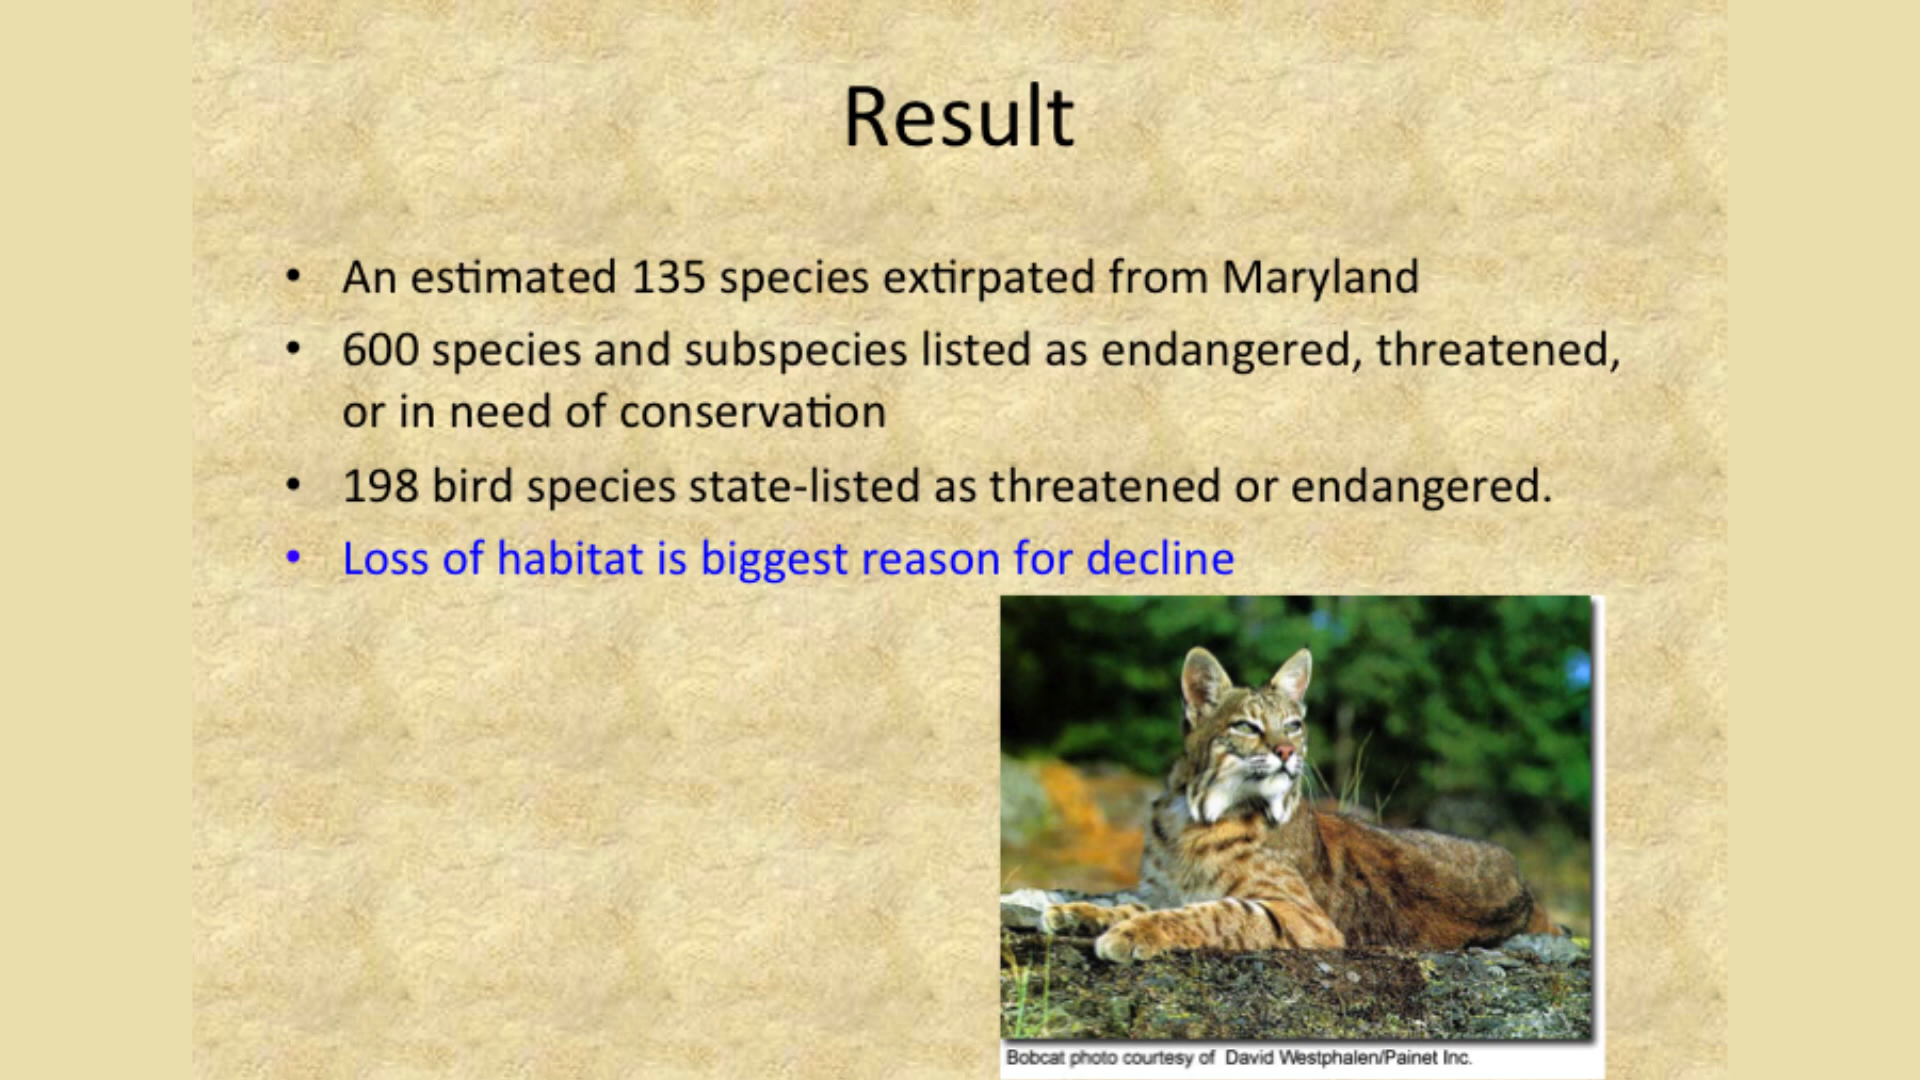 Result
• An estimated 135 species extirpated from Maryland
• 600 species and subspecies listed as endangered, threatened,
or in need of conservation
• 198 bird species state-listed as threatened or endangered.
• Loss of habitat is biggest reason for decline
Bobcat photo courtesy of David Westphalen/Painet Inc.